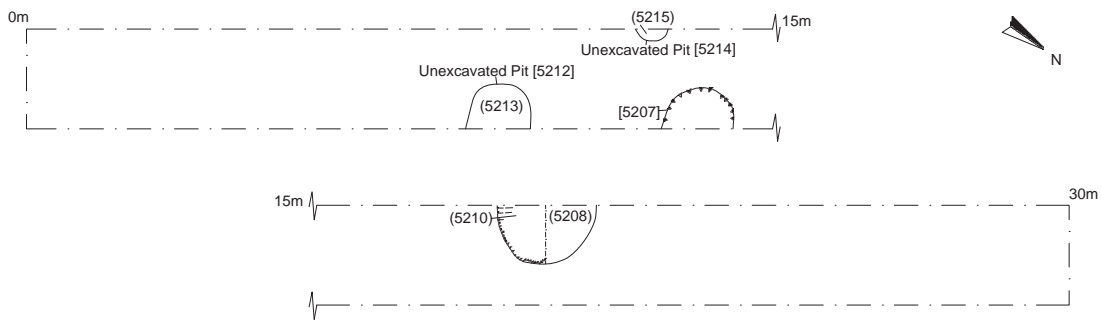 0m
(5215)
15m
Unexcavated Pit [5214]
N
Unexcavated Pit [5212]
(5213)
[5207]
15m
30m
(5210)
(5208)